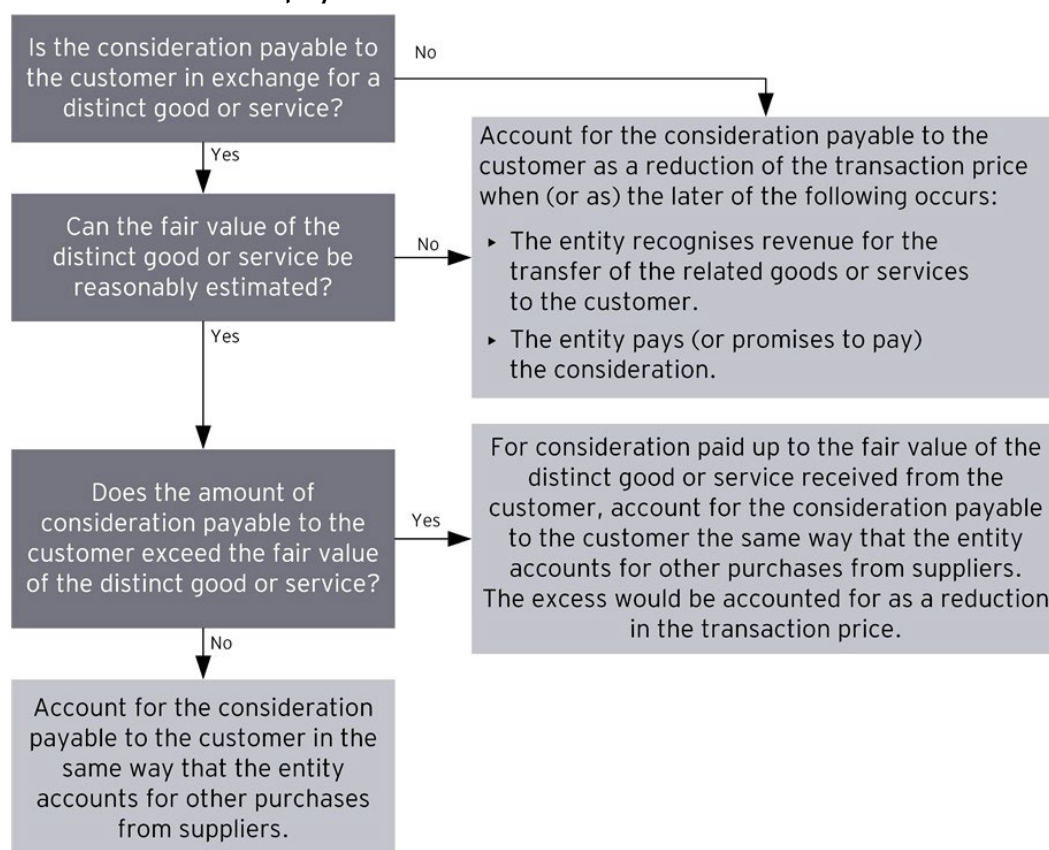 Is the consideration payable to
the customer in exchange for a
distinct good or service?
No
Yes
Account for the consideration payable to the
customer as a reduction of the transaction price
when (or as) the later of the following occurs:
‣ The entity recognises revenue for the
transfer of the related goods or services
to the customer.
‣ The entity pays (or promises to pay)
the consideration.
Can the fair value of the
distinct good or service be
reasonably estimated?
No
Yes
Does the amount of
consideration payable to the
customer exceed the fair value
of the distinct good or service?
Yes
For consideration paid up to the fair value of the
distinct good or service received from the
customer, account for the consideration payable
to the customer the same way that the entity
accounts for other purchases from suppliers.
The excess would be accounted for as a reduction
in the transaction price.
No
Account for the consideration
payable to the customer in the
same way that the entity
accounts for other purchases
from suppliers.